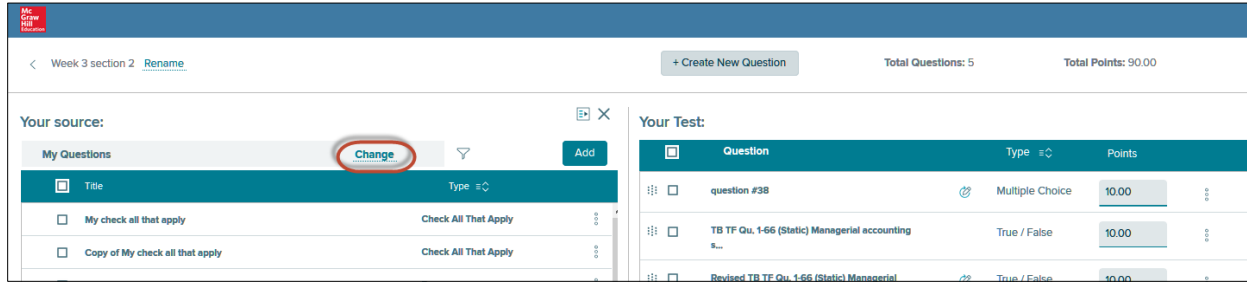 Mc
Graw
Hill
Education
Week 3 section 2 Rename
+ Create New Question
Total Questions: 5
Total Points: 90.00
Your source:
My Questions
Change
Add
Title
Type
My check all that apply
Check All That Apply
Copy of My check all that apply
Check All That Apply
Your Test:
Question
Type
Points
question #38
Multiple Choice
10.00
TB TF Qu. 1-66 (Static) Managerial accounting
s...
True / False
10.00
Revised TB TF Qu. 1-66 (Static) Managerial
True / False
10.00